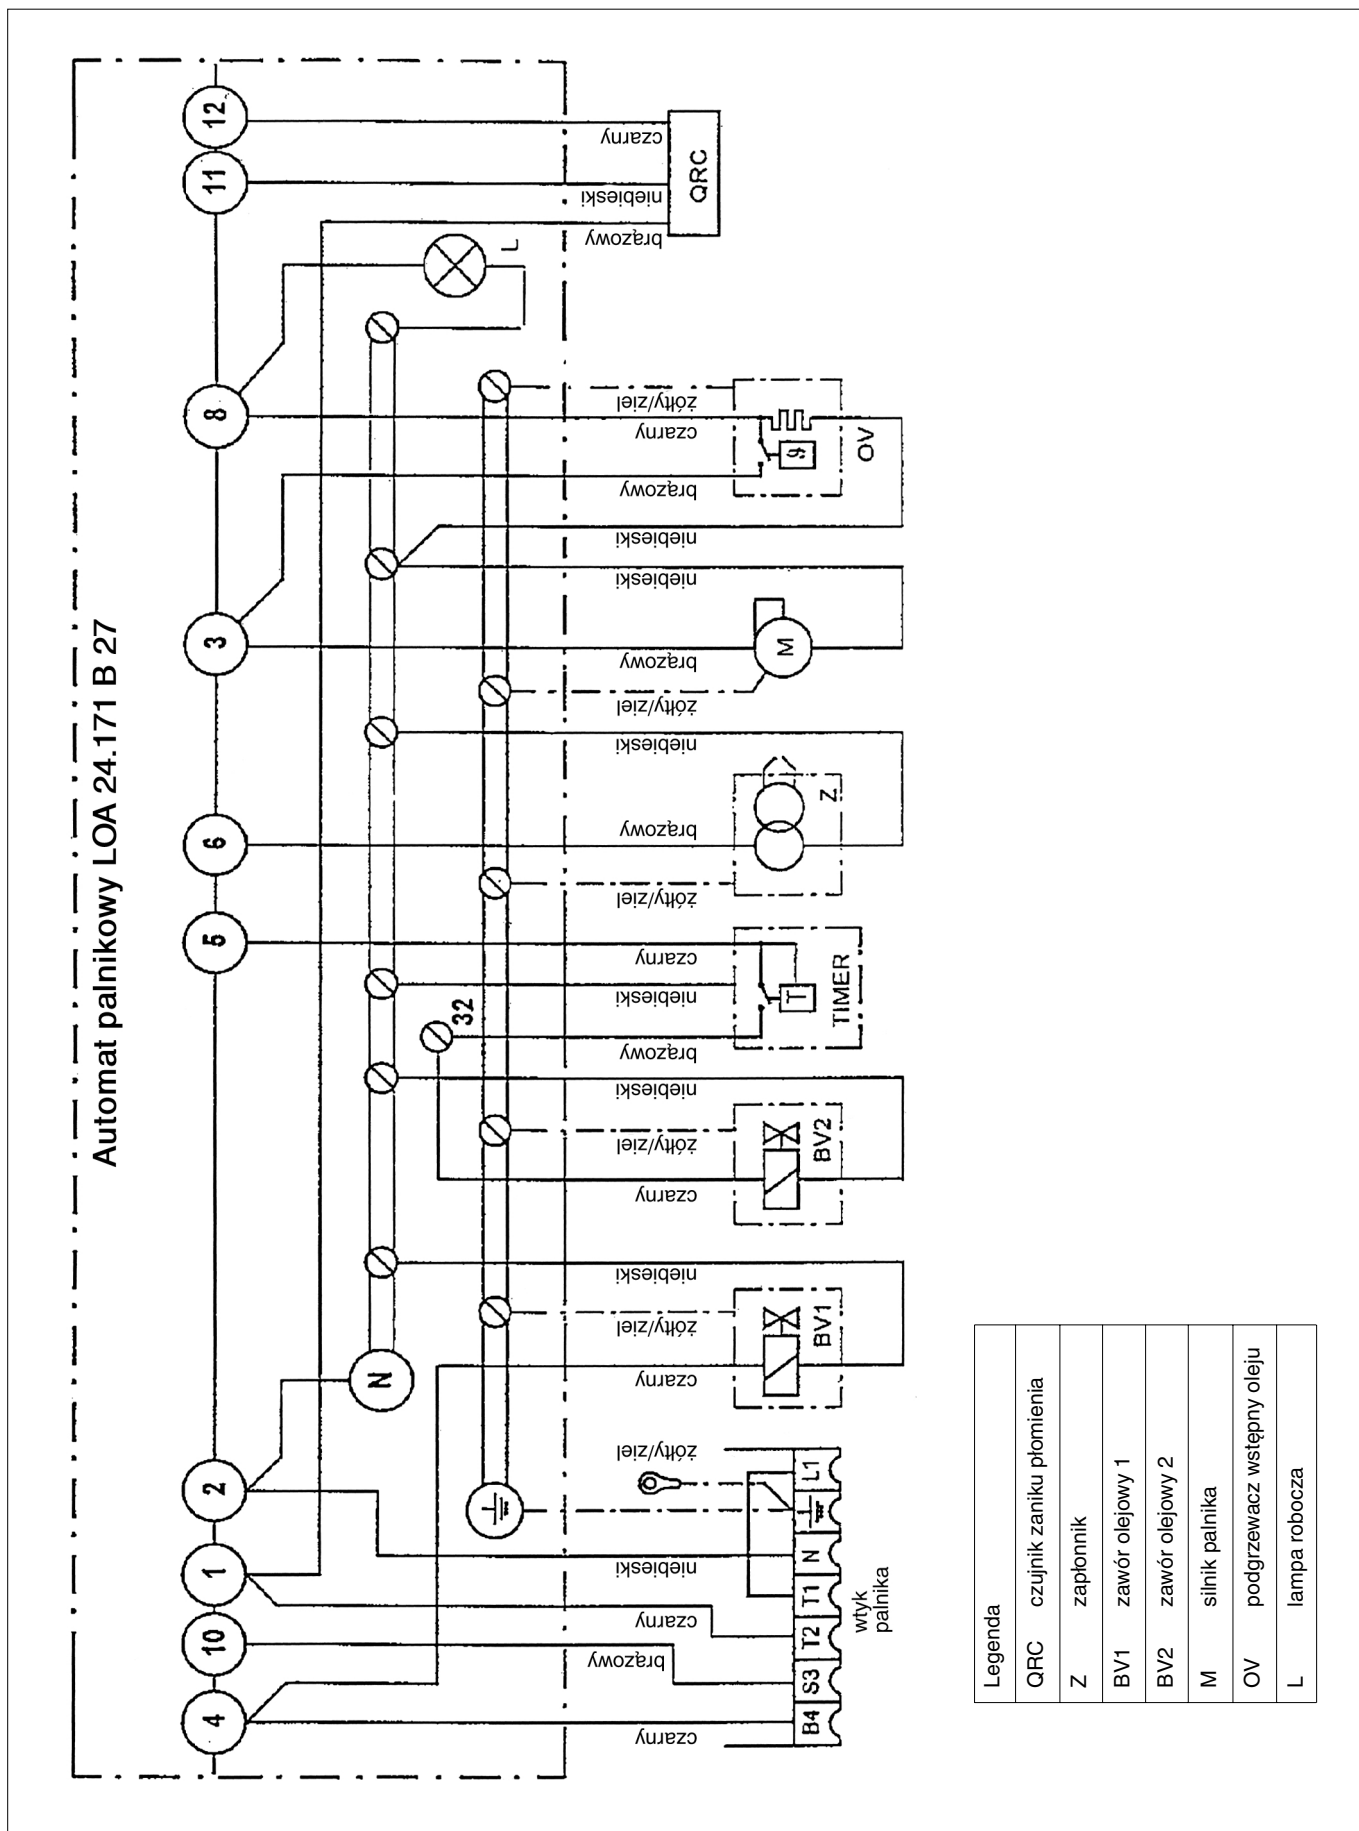 Automat palnikowy LOA 24.171 B 27
4
10
1
2
5
6
3
8
11
12
N
32
L
czarny
brązowy
czarny
niebieski
żółty/ziel
czarny
żółty/ziel
niebieski
czarny
żółty/ziel
niebieski
brązowy
niebieski
czarny
żółty/ziel
brązowy
niebieski
żółty/ziel
brązowy
niebieski
niebieski
brązowy
czarny
żółty/ziel
brązowy
niebieski
czarny
B4
S3
T2
T1
N
L1
wtyk
palnika
BV1
BV2
T
TIMER
Z
M
ϑ
OV
QRC
Legenda
QRC czujnik zaniku płomienia
Z zapłonnik
BV1 zawór olejowy 1
BV2 zawór olejowy 2
M silnik palnika
OV podgrzewacz wstępny oleju
L lampa robocza